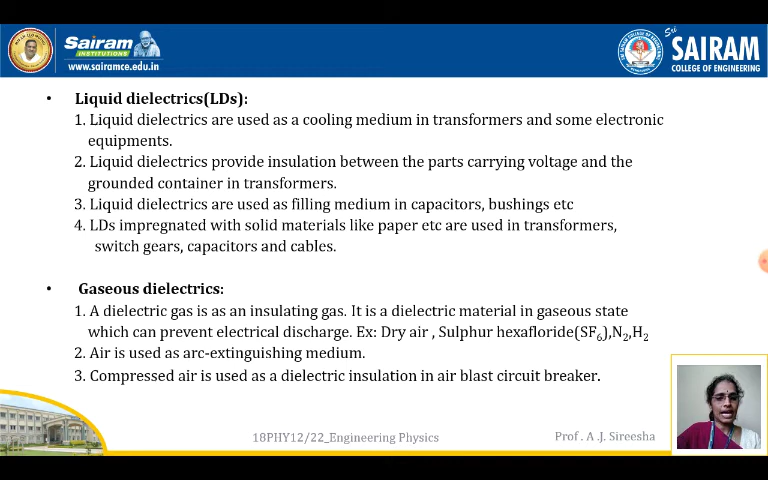 Sairam
INSTITUTIONS
www.sairamce.edu.in
Sri
SAIRAM
COLLEGE OF ENGINEERING
• Liquid dielectrics(LDs):
1. Liquid dielectrics are used as a cooling medium in transformers and some electronic
equipments.
2. Liquid dielectrics provide insulation between the parts carrying voltage and the
grounded container in transformers.
3. Liquid dielectrics are used as filling medium in capacitors, bushings etc
4. LDs impregnated with solid materials like paper etc are used in transformers,
switch gears, capacitors and cables.
• Gaseous dielectrics:
1. A dielectric gas is as an insulating gas. It is a dielectric material in gaseous state
which can prevent electrical discharge. Ex: Dry air , Sulphur hexafloride(SF₆),N₂,H₂
2. Air is used as arc-extinguishing medium.
3. Compressed air is used as a dielectric insulation in air blast circuit breaker.
18PHY12/22_Engineering Physics
Prof . A .J. Sireesha